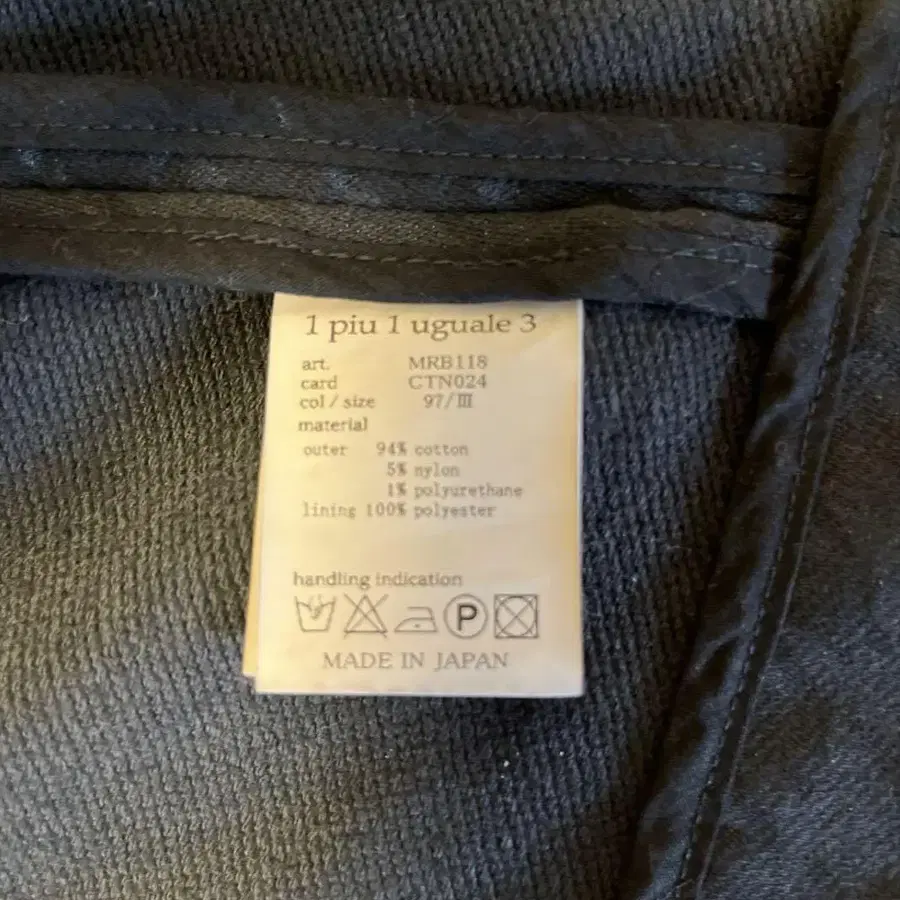 1 piu 1 uguale 3
art. MRB118
card CTN024
col / size 97/Ⅲ
material
outer 94% cotton
5% nylon
1% polyurethane
lining 100% polyester
handling indication
P
MADE IN JAPAN